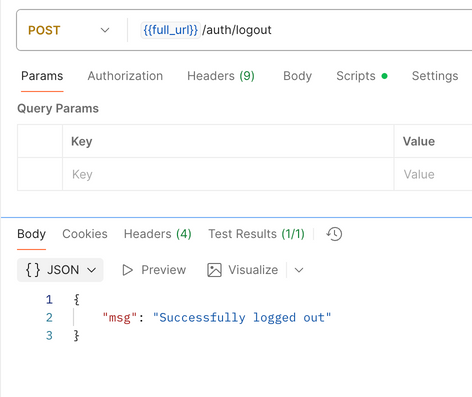 POST {{full_url}} /auth/logout
Params Authorization Headers (9) Body Scripts Settings
Query Params
Key Value
Key Value
Body Cookies Headers (4) Test Results (1/1)
{} JSON Preview Visualize
1 {
2 "msg": "Successfully logged out"
3 }